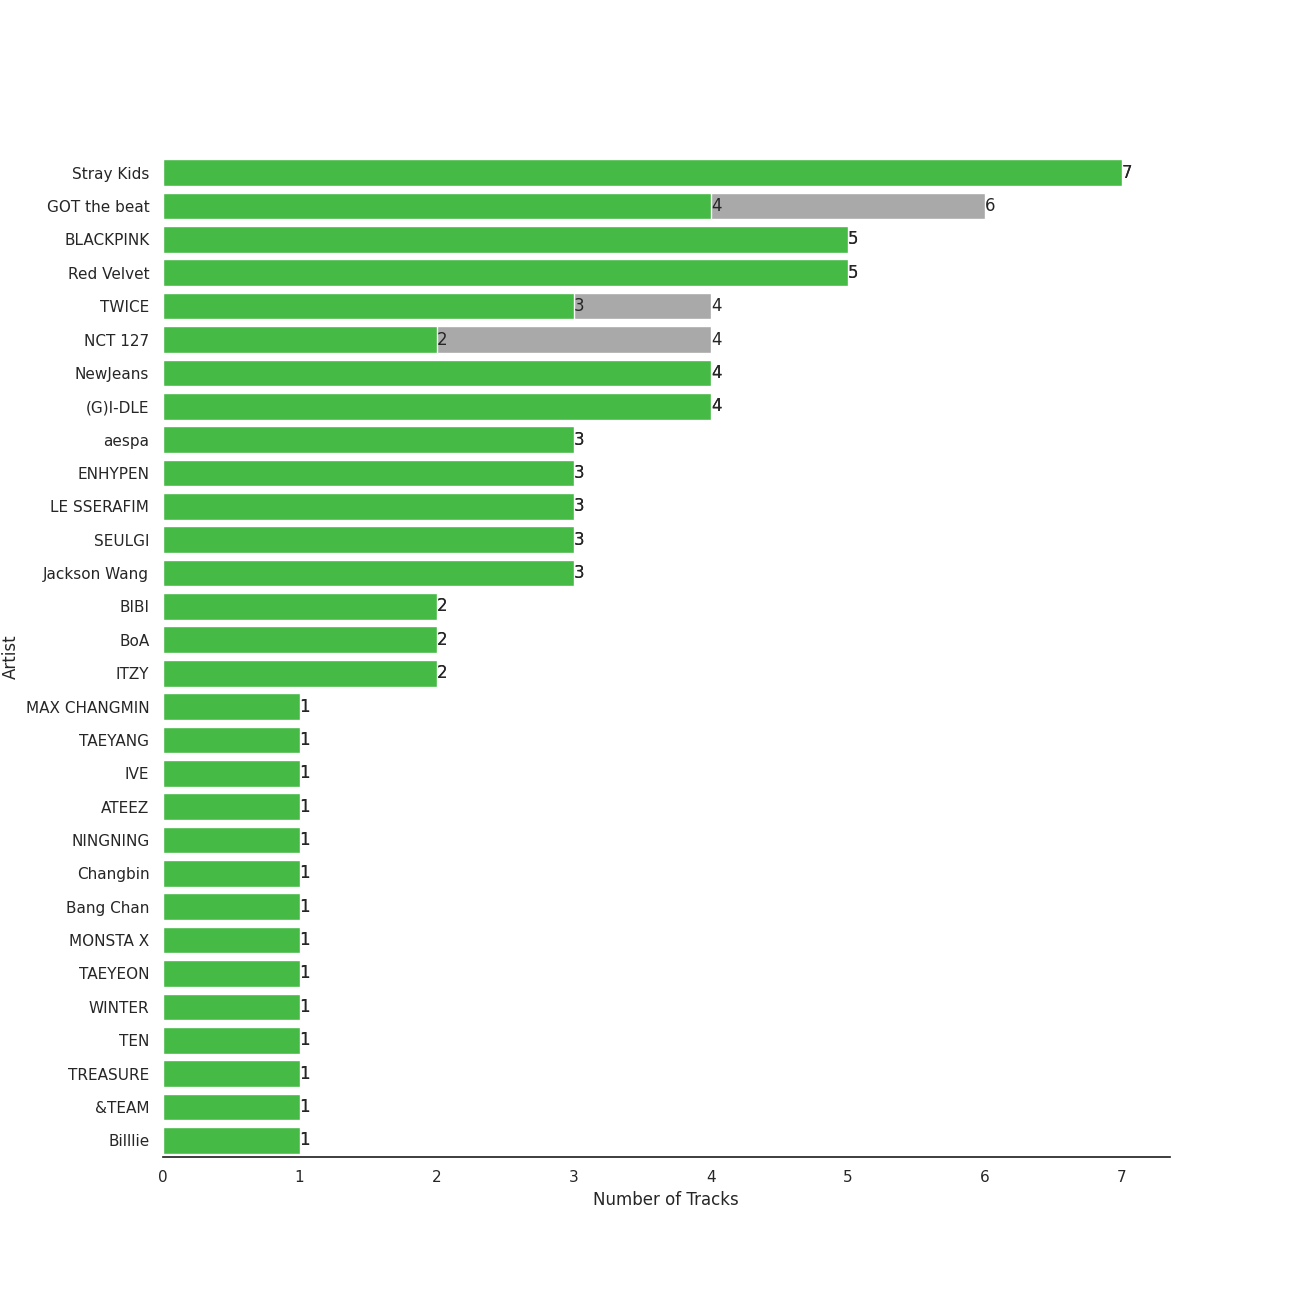 Stray Kids 7
GOT the beat 4 6
BLACKPINK 5
Red Velvet 5
TWICE 3 4
NCT 127 2 4
NewJeans 4
(G)I-DLE 4
aespa 3
ENHYPEN 3
LE SSERAFIM 3
SEULGI 3
Jackson Wang 3
BIBI 2
BoA 2
ITZY 2
MAX CHANGMIN 1
TAEYANG 1
IVE 1
ATEEZ 1
NINGNING 1
Changbin 1
Bang Chan 1
MONSTA X 1
TAEYEON 1
WINTER 1
TEN 1
TREASURE 1
&TEAM 1
Billlie 1
0 1 2 3 4 5 6 7
Number of Tracks
Artist